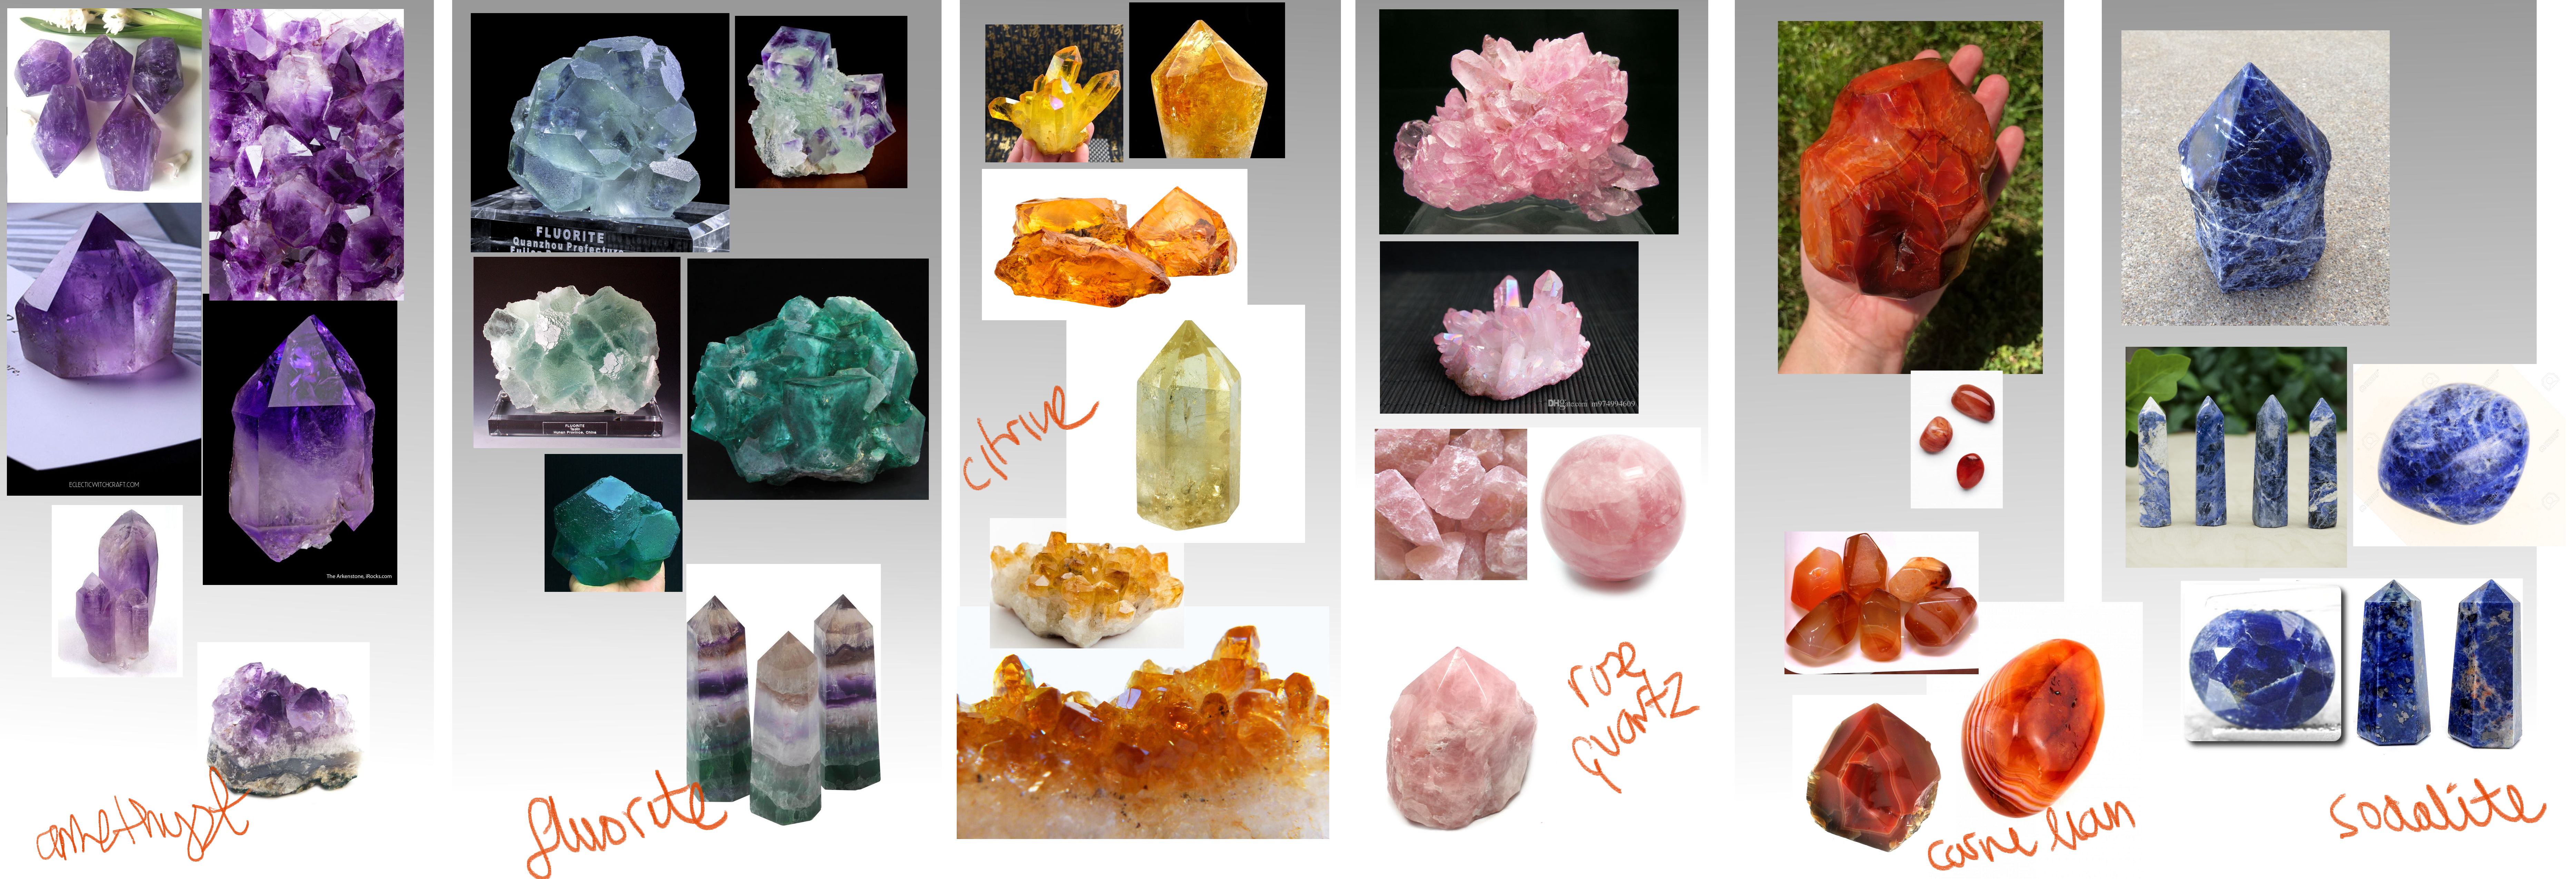 ECLECTICWITCHCRAFT.COM
The Arkenstone, iRocks.com
amethyst
FLUORITE
Quanzhou Prefecture
FLUORITE
Hunan Province, China
fluorite
citrine
DHgate.com m974994609
rose
quartz
carnelian
sodalite